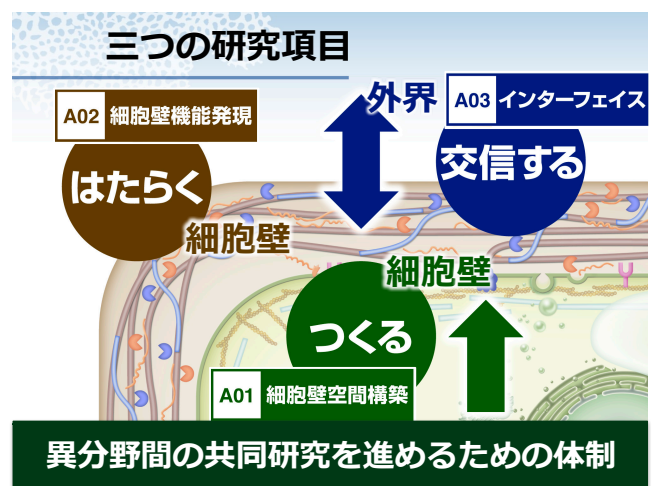 三つの研究項目
A02 細胞壁機能発現
はたらく
細胞壁
外界
A03 インターフェイス
交信する
細胞壁
つくる
A01 細胞壁空間構築
異分野間の共同研究を進めるための体制